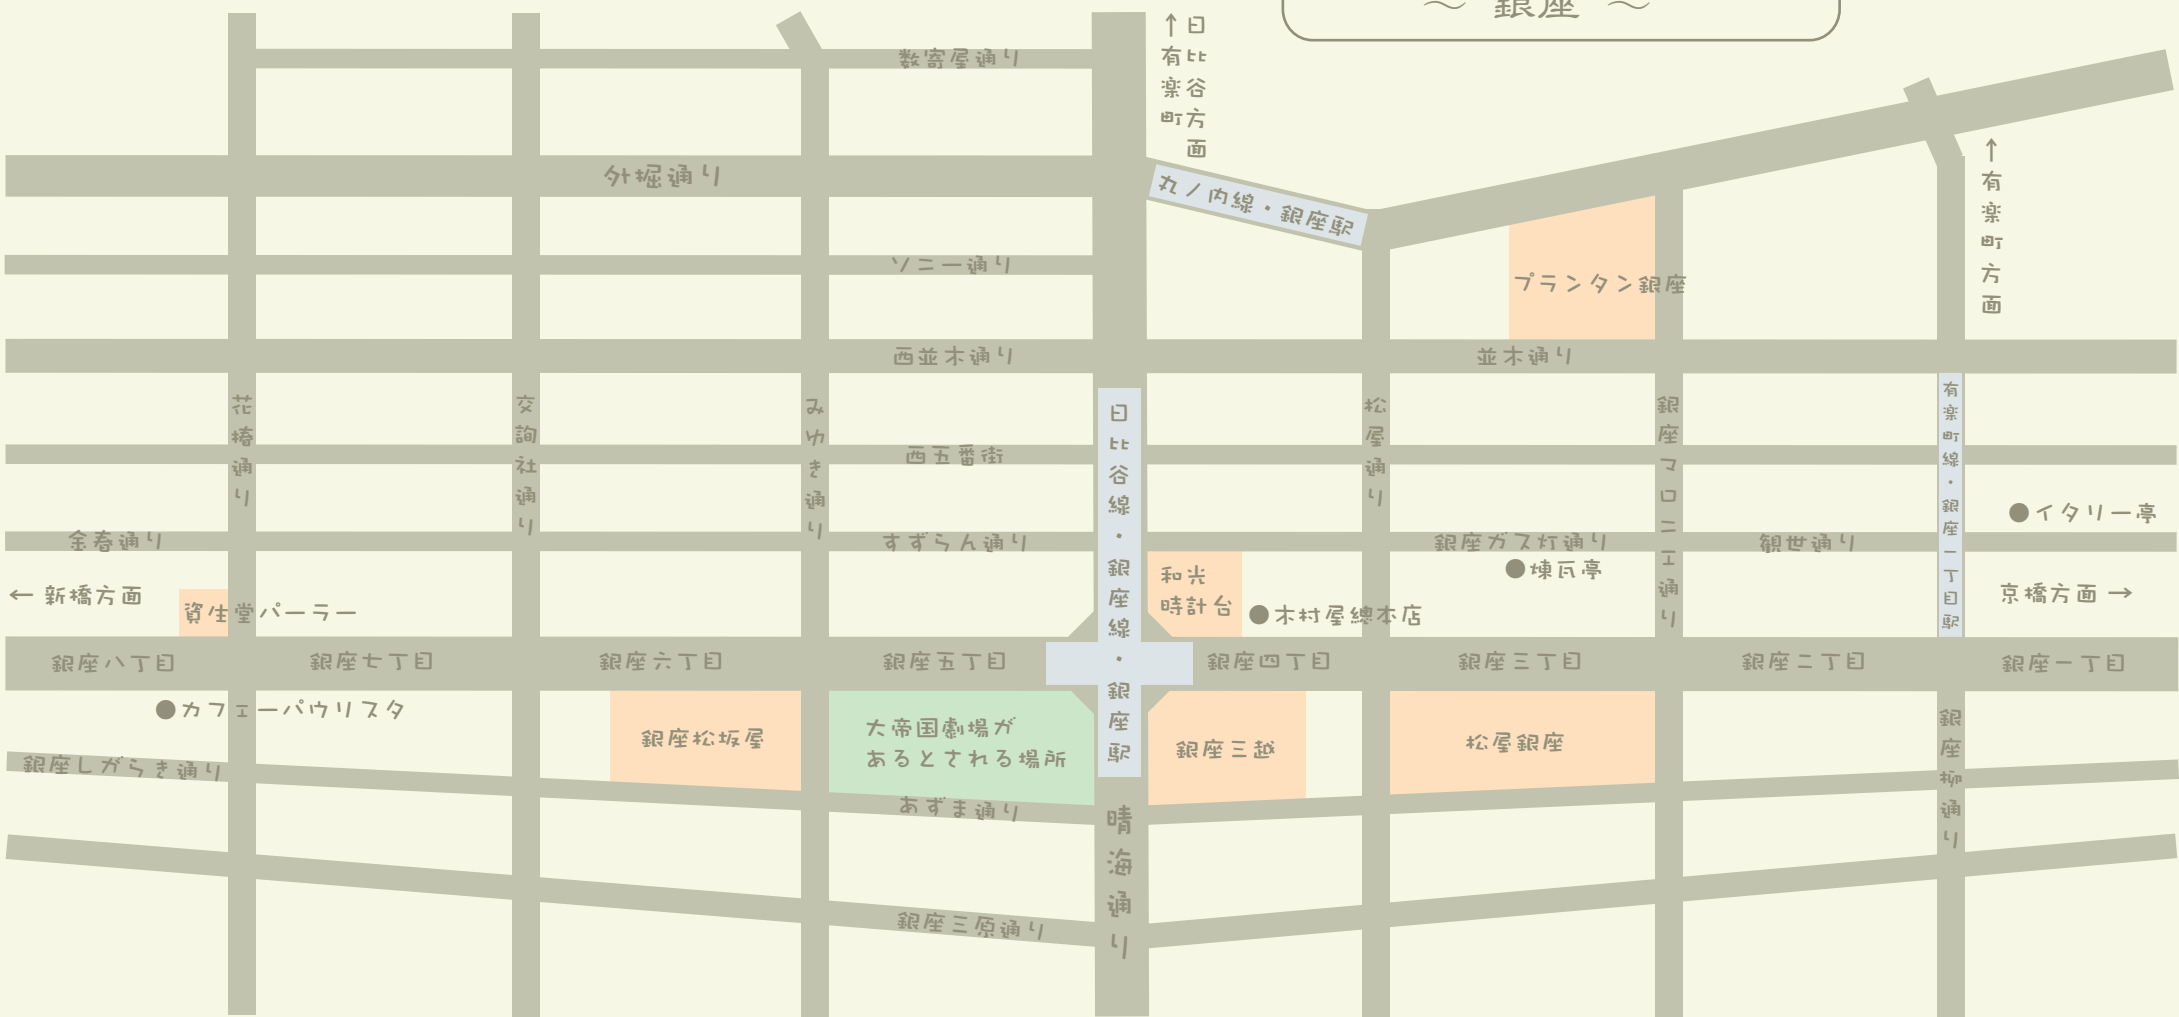 ～ 銀座 ～
↑日比谷方面
有楽町
数寄屋通り
外堀通り
丸ノ内線・銀座駅
↑有楽町方面
ソニー通り
プランタン銀座
西並木通り
並木通り
花椿通り
交詢社通り
みゆき通り
日比谷線・銀座線・銀座駅
松屋通り
銀座マロニエ通り
有楽町線・銀座一丁目駅
西五番街
イタリー亭
金春通り
すずらん通り
銀座ガス灯通り
観世通り
煉瓦亭
← 新橋方面
和光
時計台
京橋方面 →
資生堂パーラー
木村屋總本店
銀座八丁目
銀座七丁目
銀座六丁目
銀座五丁目
銀座四丁目
銀座三丁目
銀座二丁目
銀座一丁目
カフェーパウリスタ
銀座松坂屋
大帝国劇場が
あるとされる場所
銀座三越
松屋銀座
銀座柳通り
銀座しがらき通り
あずま通り
晴海通り
銀座三原通り